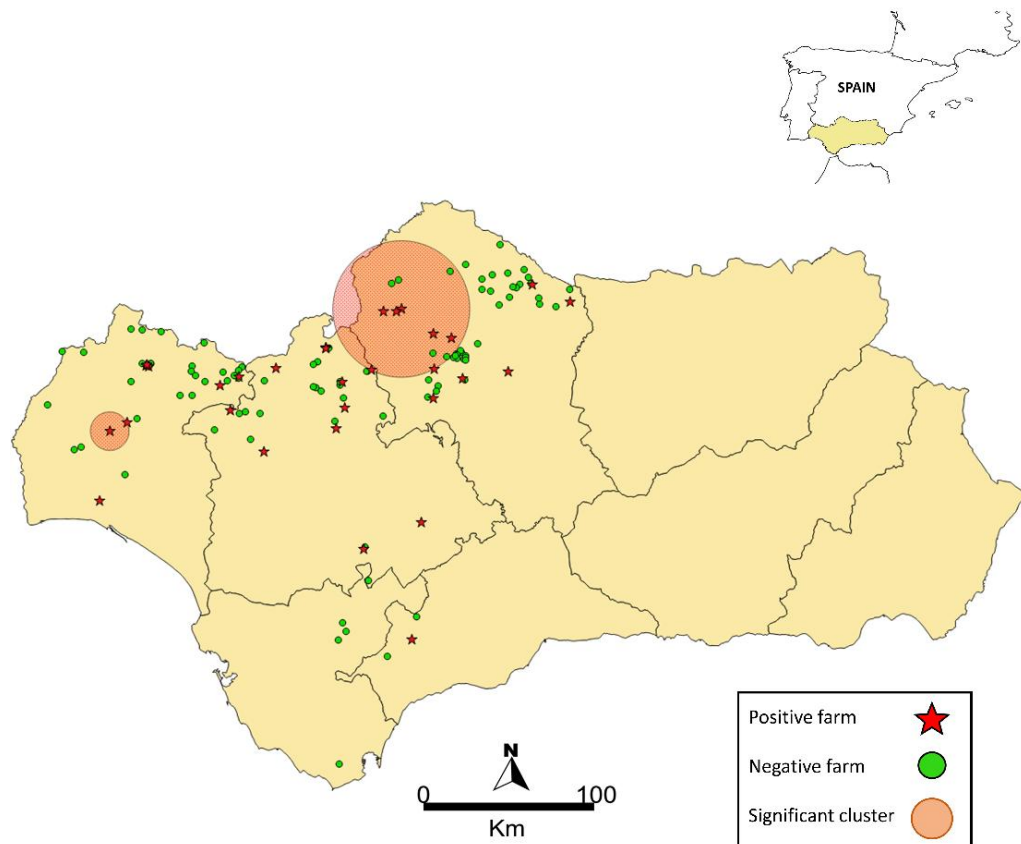 SPAIN
Positive farm
Negative farm
Significant cluster
N
0 100
Km